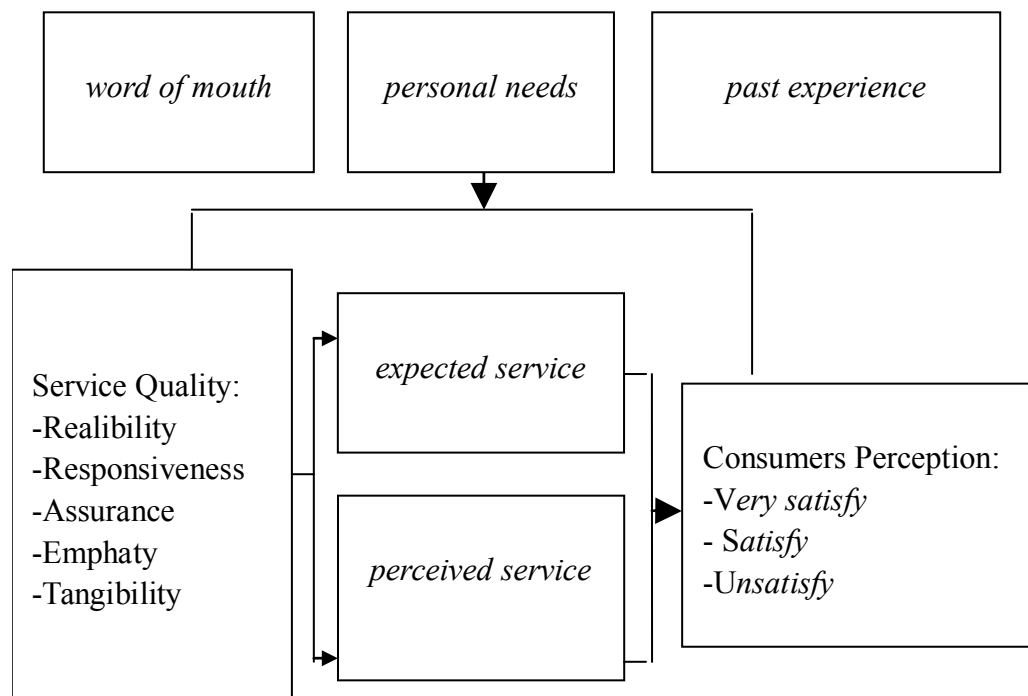 word of mouth
personal needs
past experience
Service Quality:
-Realibility
-Responsiveness
-Assurance
-Emphaty
-Tangibility
expected service
perceived service
Consumers Perception:
-Very satisfy
- Satisfy
-Unsatisfy